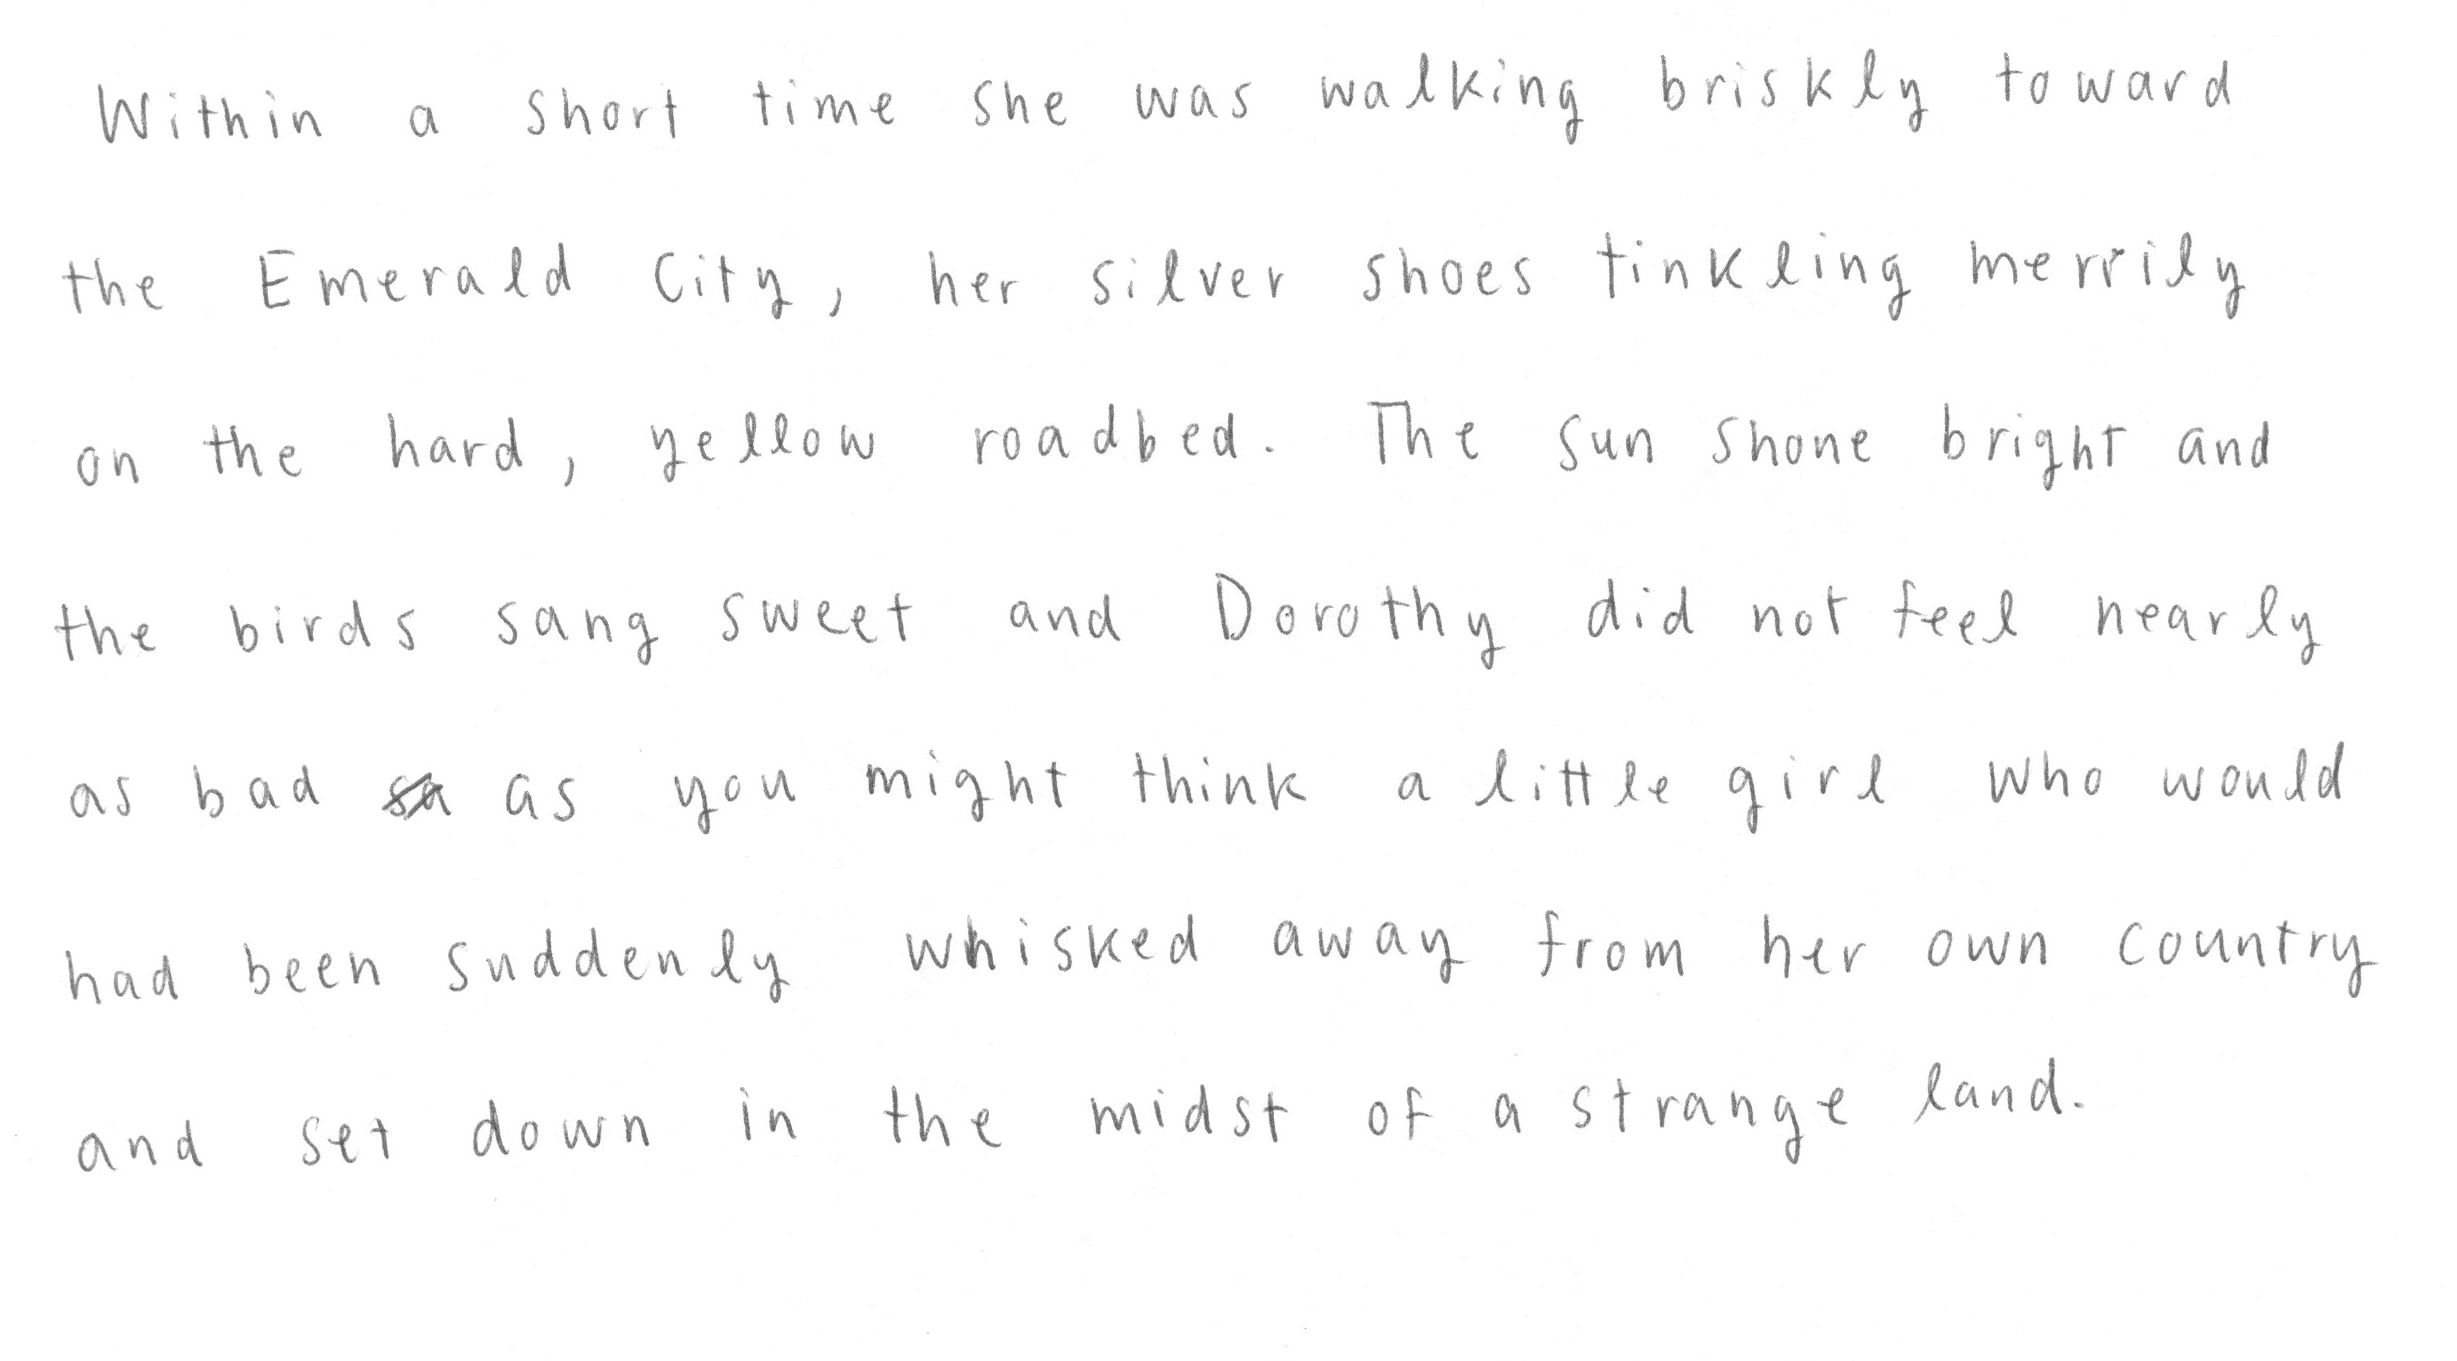 Within a short time she was walking briskly toward
the Emerald City, her silver shoes tinkling merrily
on the hard, yellow roadbed. The sun shone bright and
the birds sang sweet and Dorothy did not feel nearly
as bad as you might think a little girl who would
had been suddenly whisked away from her own country
and set down in the midst of a strange land.